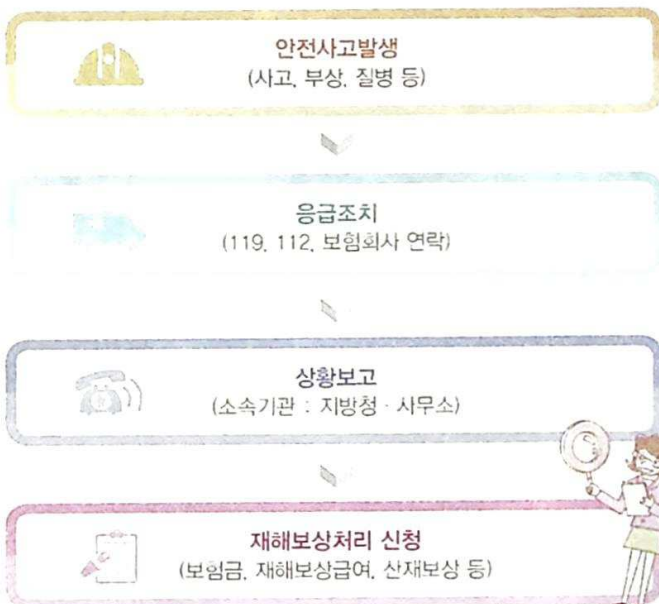 안전사고발생
(사고, 부상, 질병 등)
응급조치
(119, 112, 보험회사 연락)
상황보고
(소속기관 : 지방청 · 사무소)
재해보상처리 신청
(보험금, 재해보상급여, 산재보상 등)